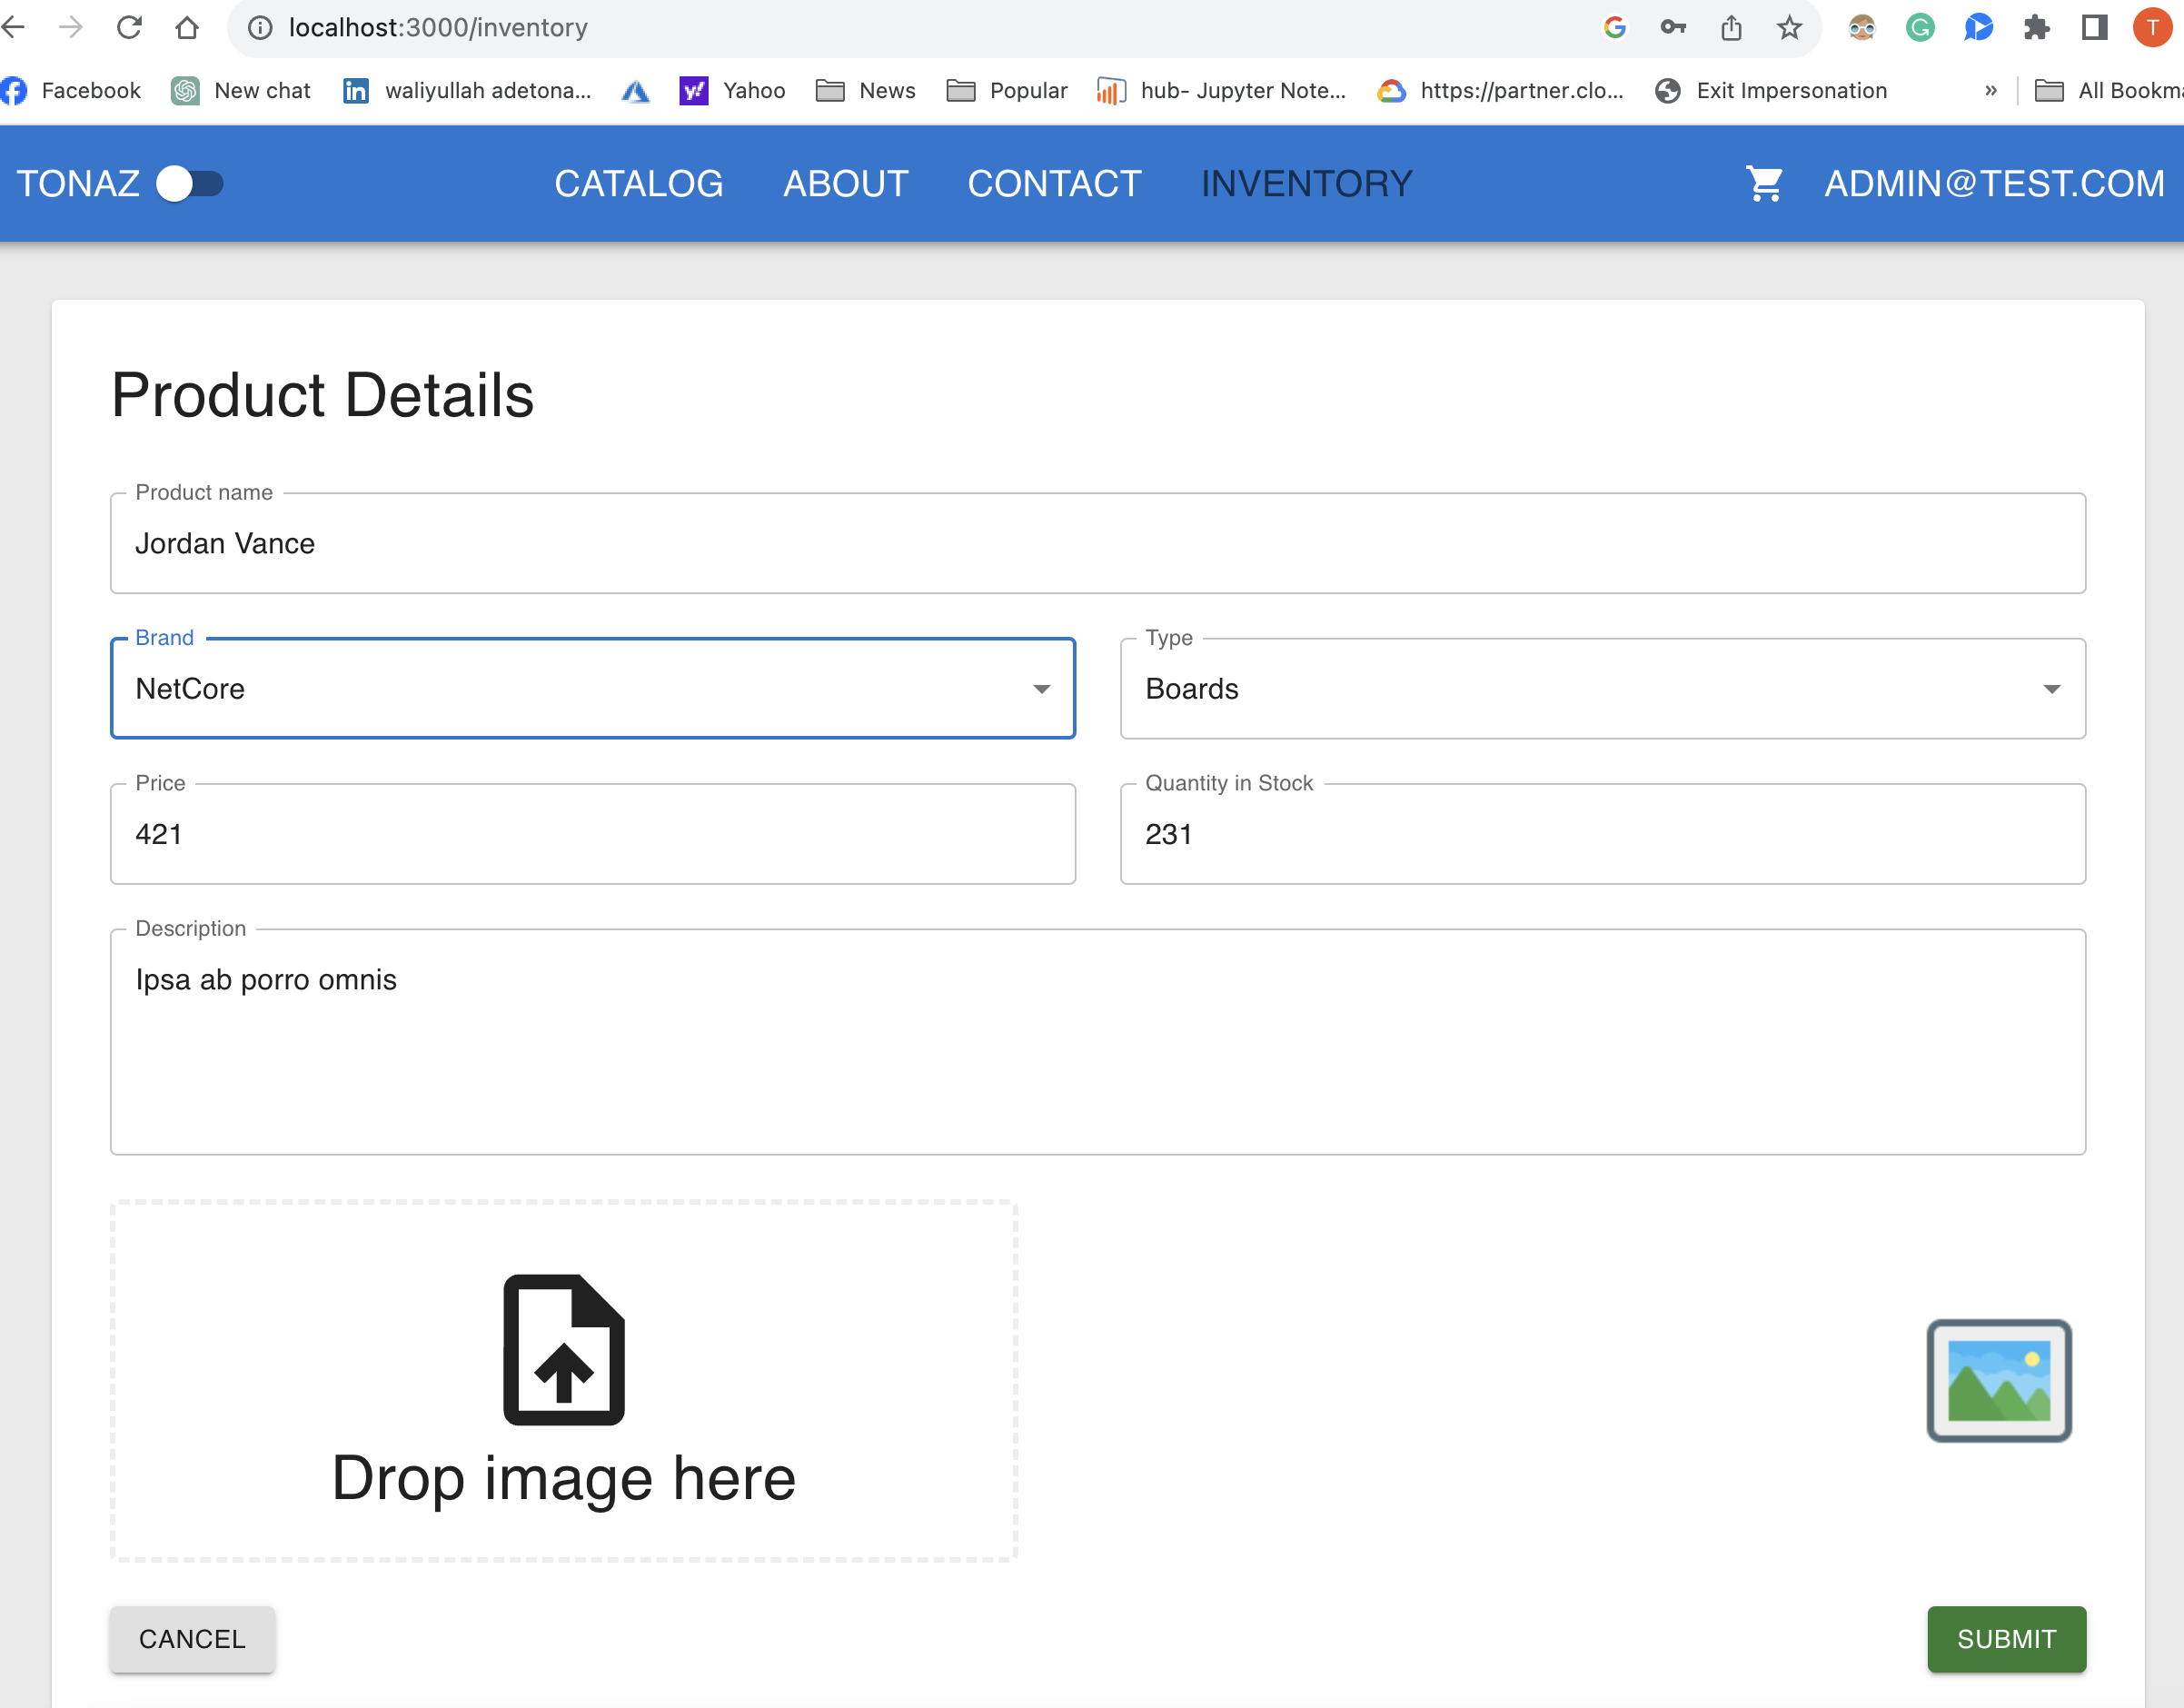 localhost:3000/inventory
T
Facebook New chat waliyullah adetona... Yahoo News Popular hub- Jupyter Note... https://partner.clo... Exit Impersonation » All Bookma
TONAZ CATALOG ABOUT CONTACT INVENTORY ADMIN@TEST.COM
Product Details
Product name
Jordan Vance
Brand Type
NetCore Boards
Price Quantity in Stock
421 231
Description
Ipsa ab porro omnis
Drop image here
CANCEL SUBMIT